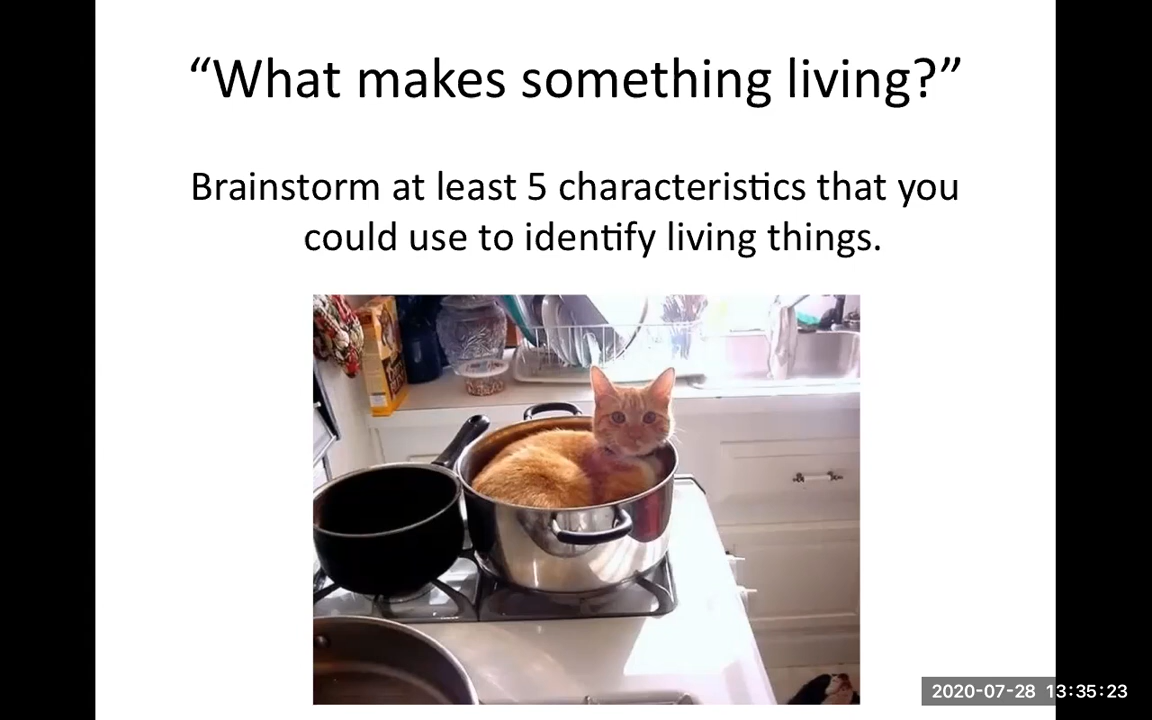 “What makes something living?”
Brainstorm at least 5 characteristics that you
could use to identify living things.
2020-07-28 13:35:23